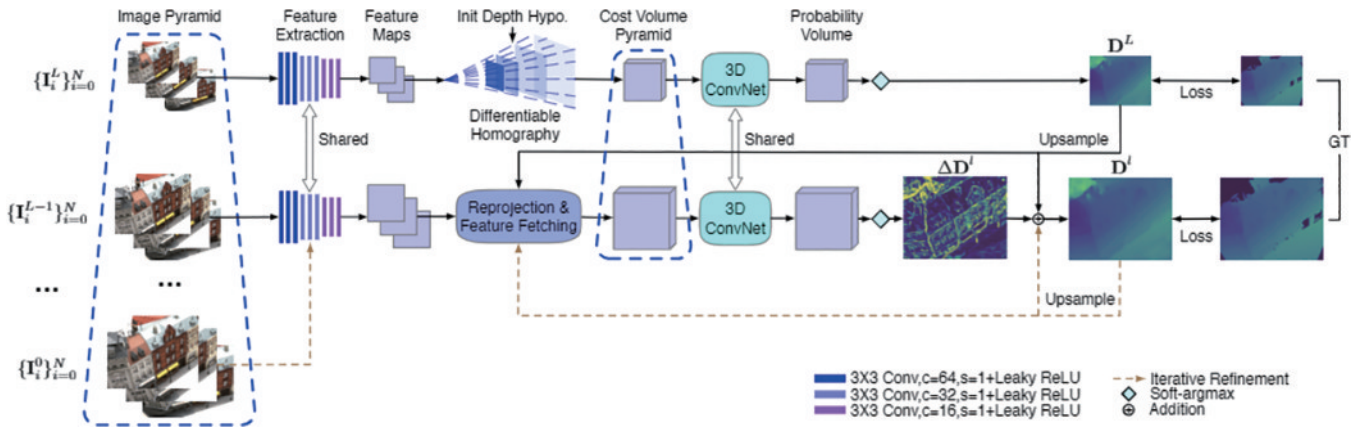 Image Pyramid
Feature
Extraction
Feature
Maps
Init Depth Hypo.
Cost Volume
Pyramid
Probability
Volume
D^L
{I_i^L}_{i=0}^N
3D
ConvNet
Loss
Differentiable
Homography
Shared
Shared
Upsample
GT
ΔD^l
D^l
{I_i^{L-1}}_{i=0}^N
Reprojection &
Feature Fetching
3D
ConvNet
Loss
...
...
Upsample
{I_i^0}_{i=0}^N
3X3 Conv,c=64,s=1+Leaky ReLU
3X3 Conv,c=32,s=1+Leaky ReLU
3X3 Conv,c=16,s=1+Leaky ReLU
Iterative Refinement
Soft-argmax
Addition